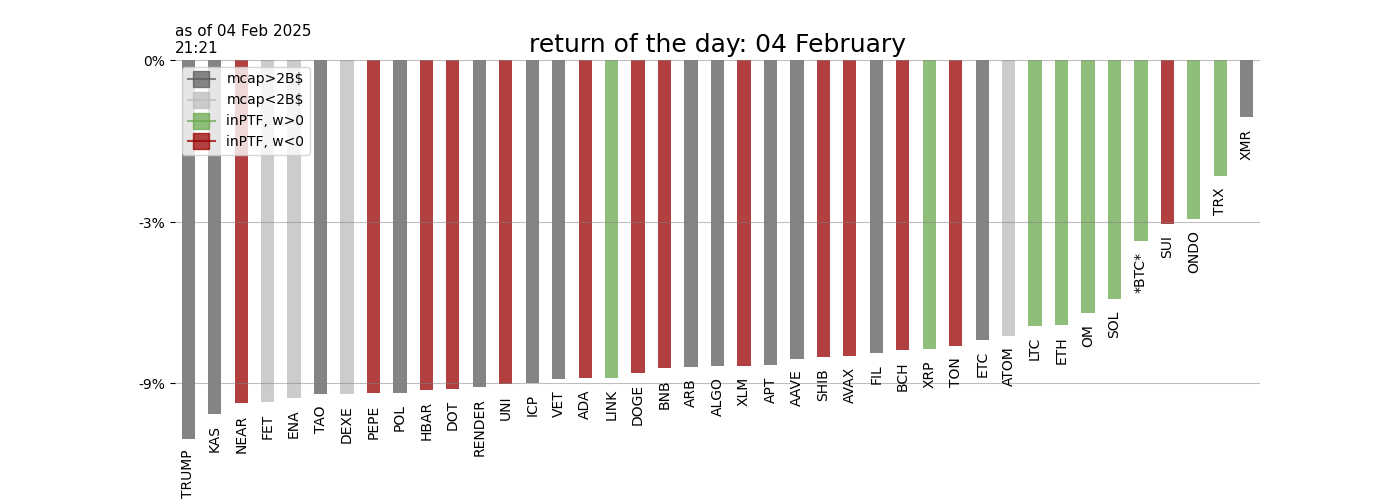 as of 04 Feb 2025
21:21
return of the day: 04 February
0%
mcap>2B$
mcap<2B$
inPTF, w>0
inPTF, w<0
-3%
-9%
TRUMP
KAS
NEAR
FET
ENA
TAO
DEXE
PEPE
POL
HBAR
DOT
RENDER
UNI
ICP
VET
ADA
LINK
DOGE
BNB
ARB
ALGO
XLM
APT
AAVE
SHIB
AVAX
FIL
BCH
XRP
TON
ETC
ATOM
LTC
ETH
OM
SOL
*BTC*
SUI
ONDO
TRX
XMR